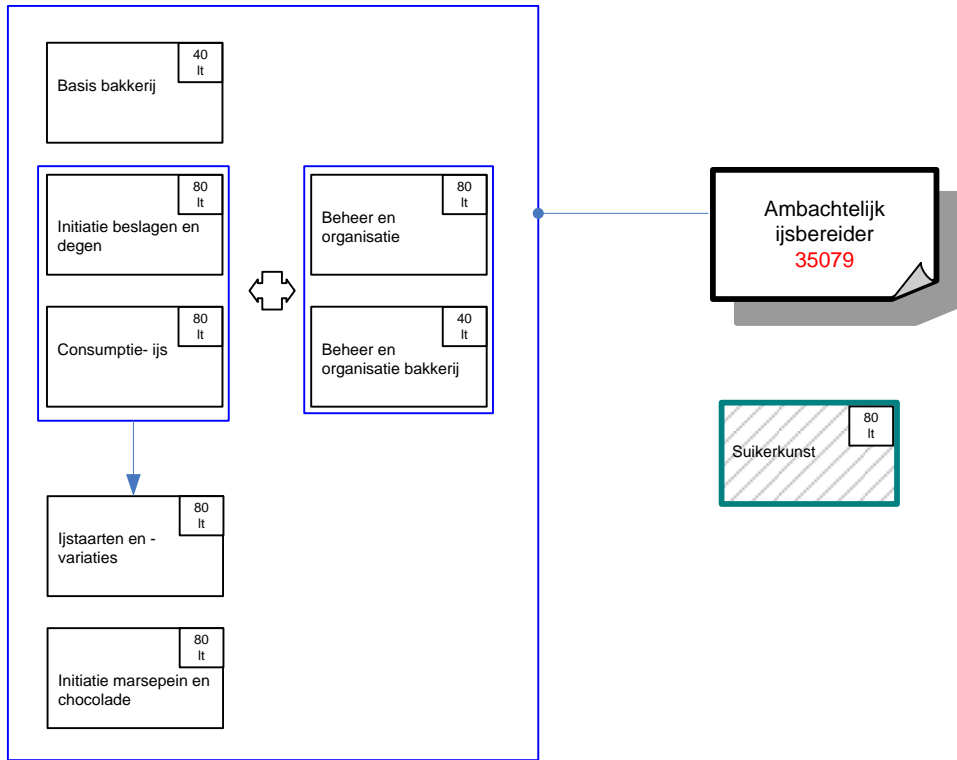 40
lt
Basis bakkerij
80
lt
Initiatie beslagen en
degen
80
lt
Consumptie- ijs
80
lt
Beheer en
organisatie
40
lt
Beheer en
organisatie bakkerij
80
lt
Ijstaarten en -
variaties
80
lt
Initiatie marsepein en
chocolade
Ambachtelijk
ijsbereider
35079
80
lt
Suikerkunst